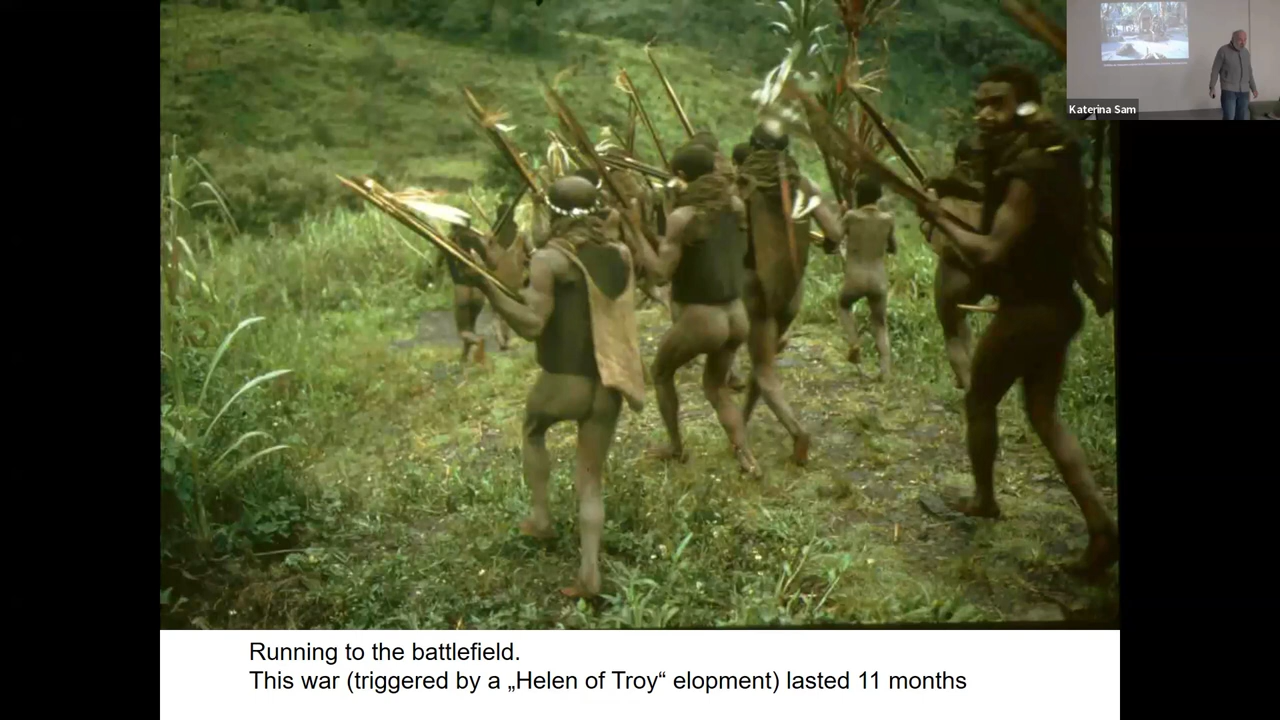 Katerina Sam
Running to the battlefield.
This war (triggered by a „Helen of Troy“ elopment) lasted 11 months